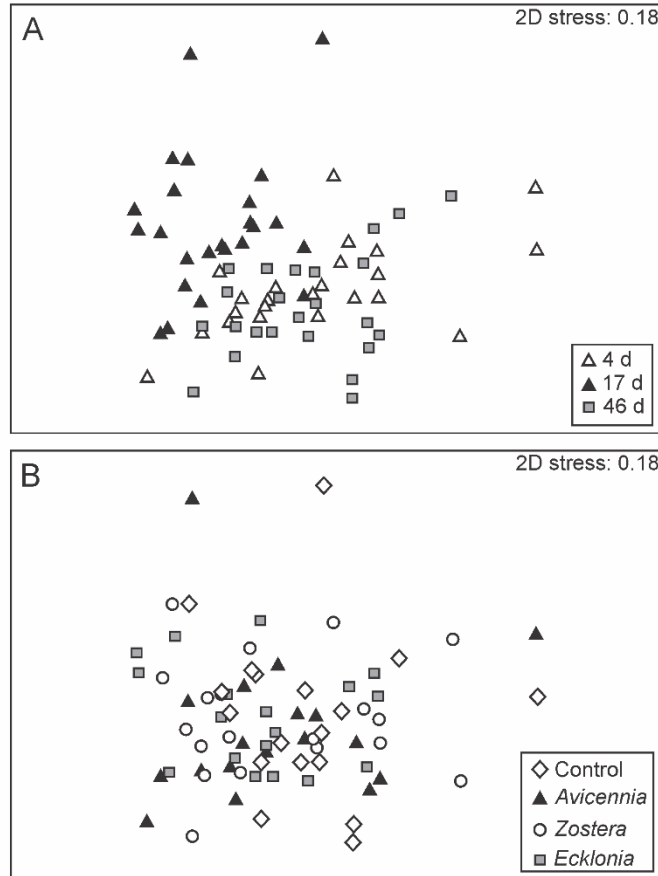 A
2D stress: 0.18
4 d
17 d
46 d
B
2D stress: 0.18
Control
Avicennia
Zostera
Ecklonia